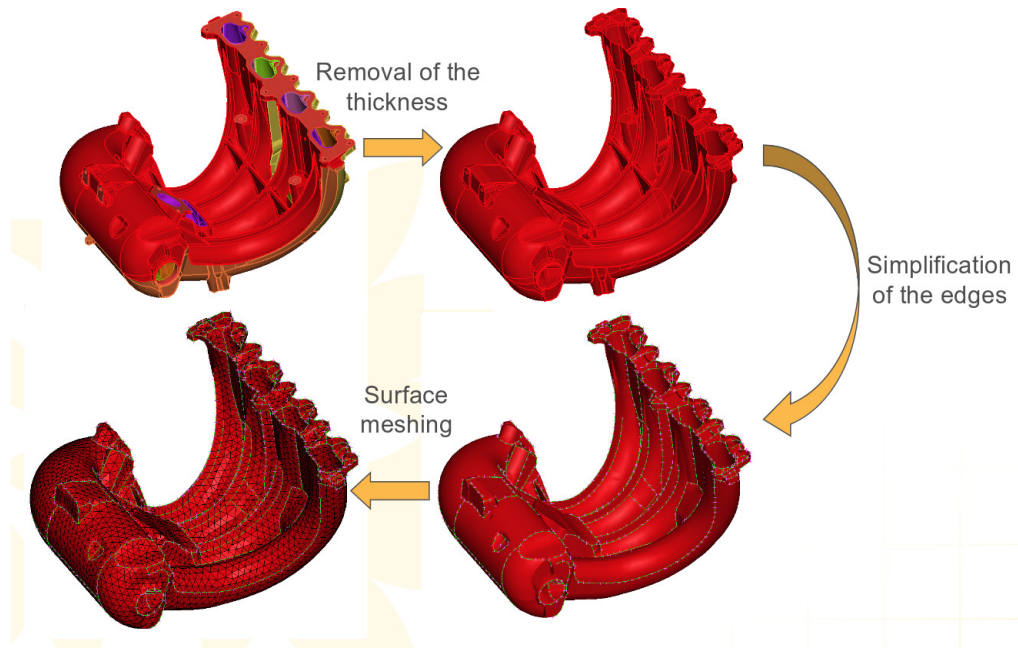 Removal of the
thickness
Simplification
of the edges
Surface
meshing